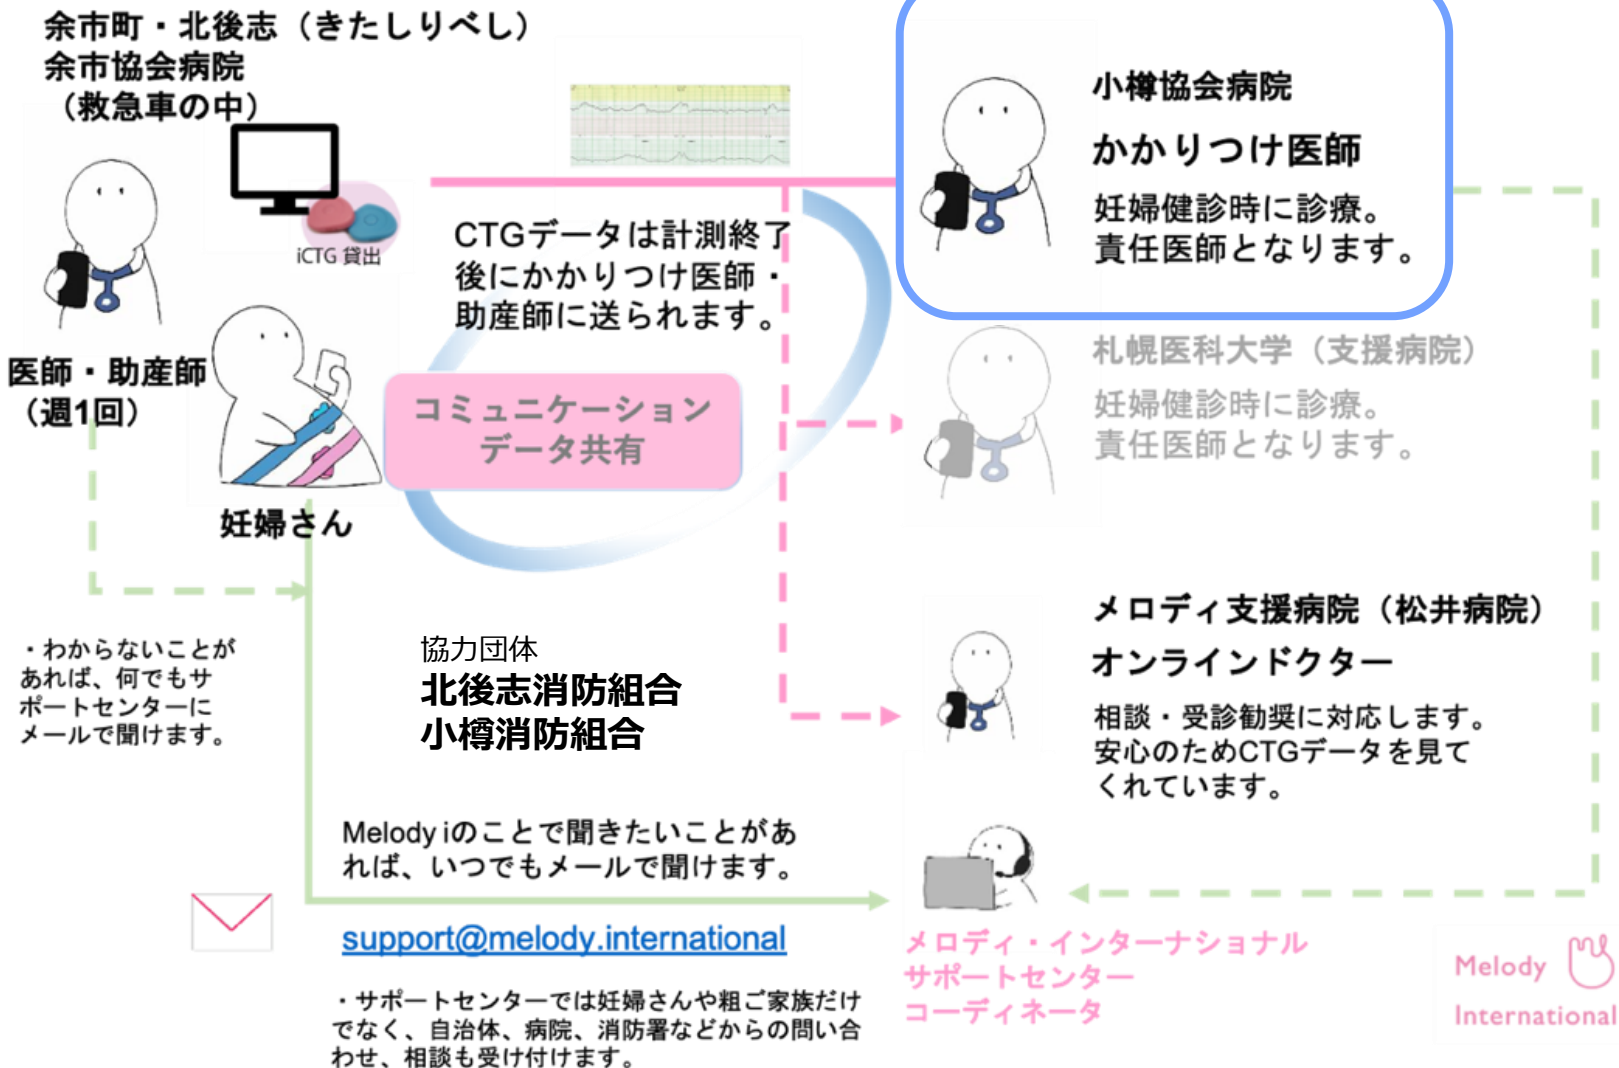 余市町・北後志（きたしりべし）
余市協会病院
（救急車の中）
iCTG 貸出
医師・助産師
（週1回）
妊婦さん
CTGデータは計測終了
後にかかりつけ医師・
助産師に送られます。
コミュニケーション
データ共有
小樽協会病院
かかりつけ医師
妊婦健診時に診療。
責任医師となります。
札幌医科大学（支援病院）
妊婦健診時に診療。
責任医師となります。
メロディ支援病院（松井病院）
オンラインドクター
相談・受診勧奨に対応します。
安心のためCTGデータを見て
くれています。
・わからないことが
あれば、何でもサ
ポートセンターに
メールで聞けます。
協力団体
北後志消防組合
小樽消防組合
Melody iのことで聞きたいことがあ
れば、いつでもメールで聞けます。
support@melody.international
・サポートセンターでは妊婦さんや粗ご家族だけ
でなく、自治体、病院、消防署などからの問い合
わせ、相談も受け付けます。
メロディ・インターナショナル
サポートセンター
コーディネータ
Melody
International